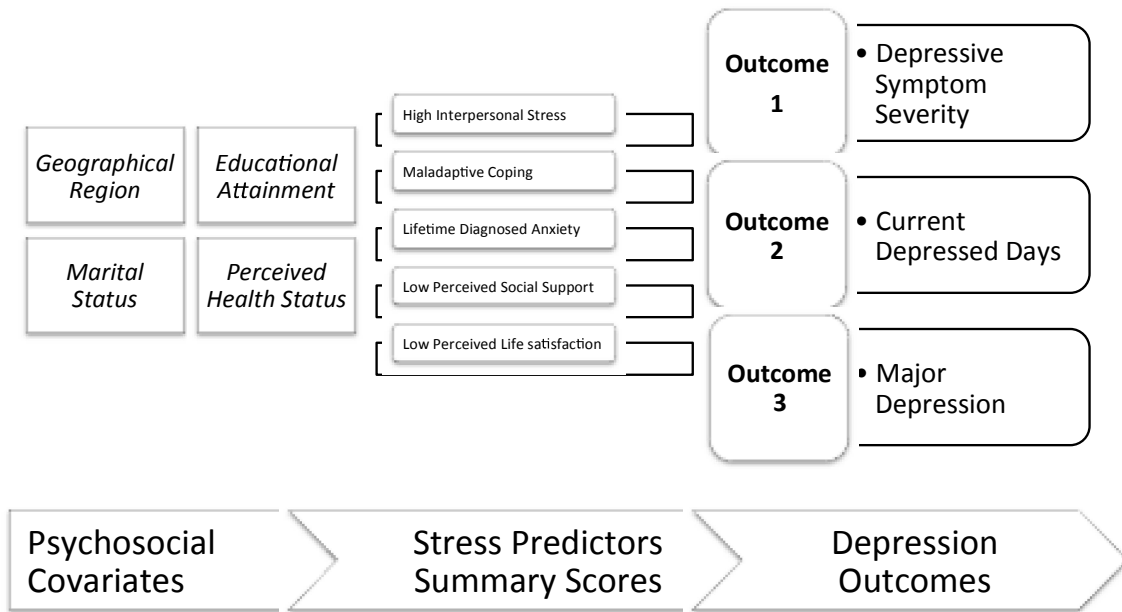 Geographical
Region
Educational
Attainment
Marital
Status
Perceived
Health Status
High Interpersonal Stress
Maladaptive Coping
Lifetime Diagnosed Anxiety
Low Perceived Social Support
Low Perceived Life satisfaction
Outcome
1
• Depressive
Symptom
Severity
Outcome
2
• Current
Depressed Days
Outcome
3
• Major
Depression
Psychosocial
Covariates
Stress Predictors
Summary Scores
Depression
Outcomes